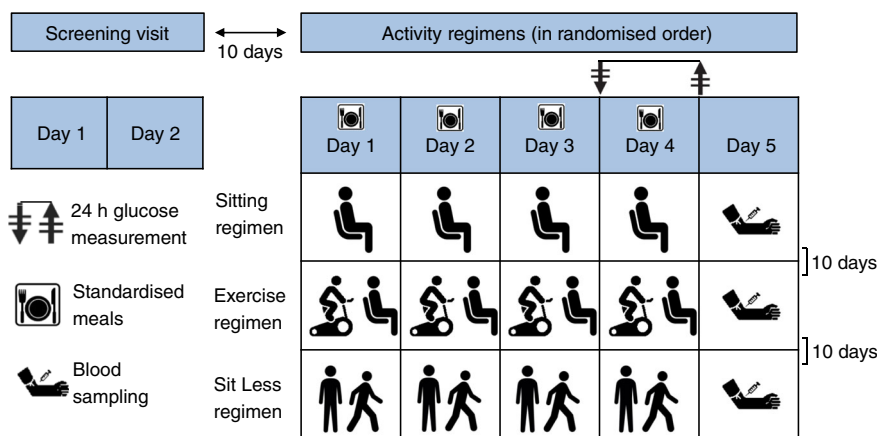 Screening visit
10 days
Activity regimens (in randomised order)
Day 1
Day 2
Day 1
Day 2
Day 3
Day 4
Day 5
24 h glucose
measurement
Sitting
regimen
10 days
Standardised
meals
Exercise
regimen
10 days
Blood
sampling
Sit Less
regimen